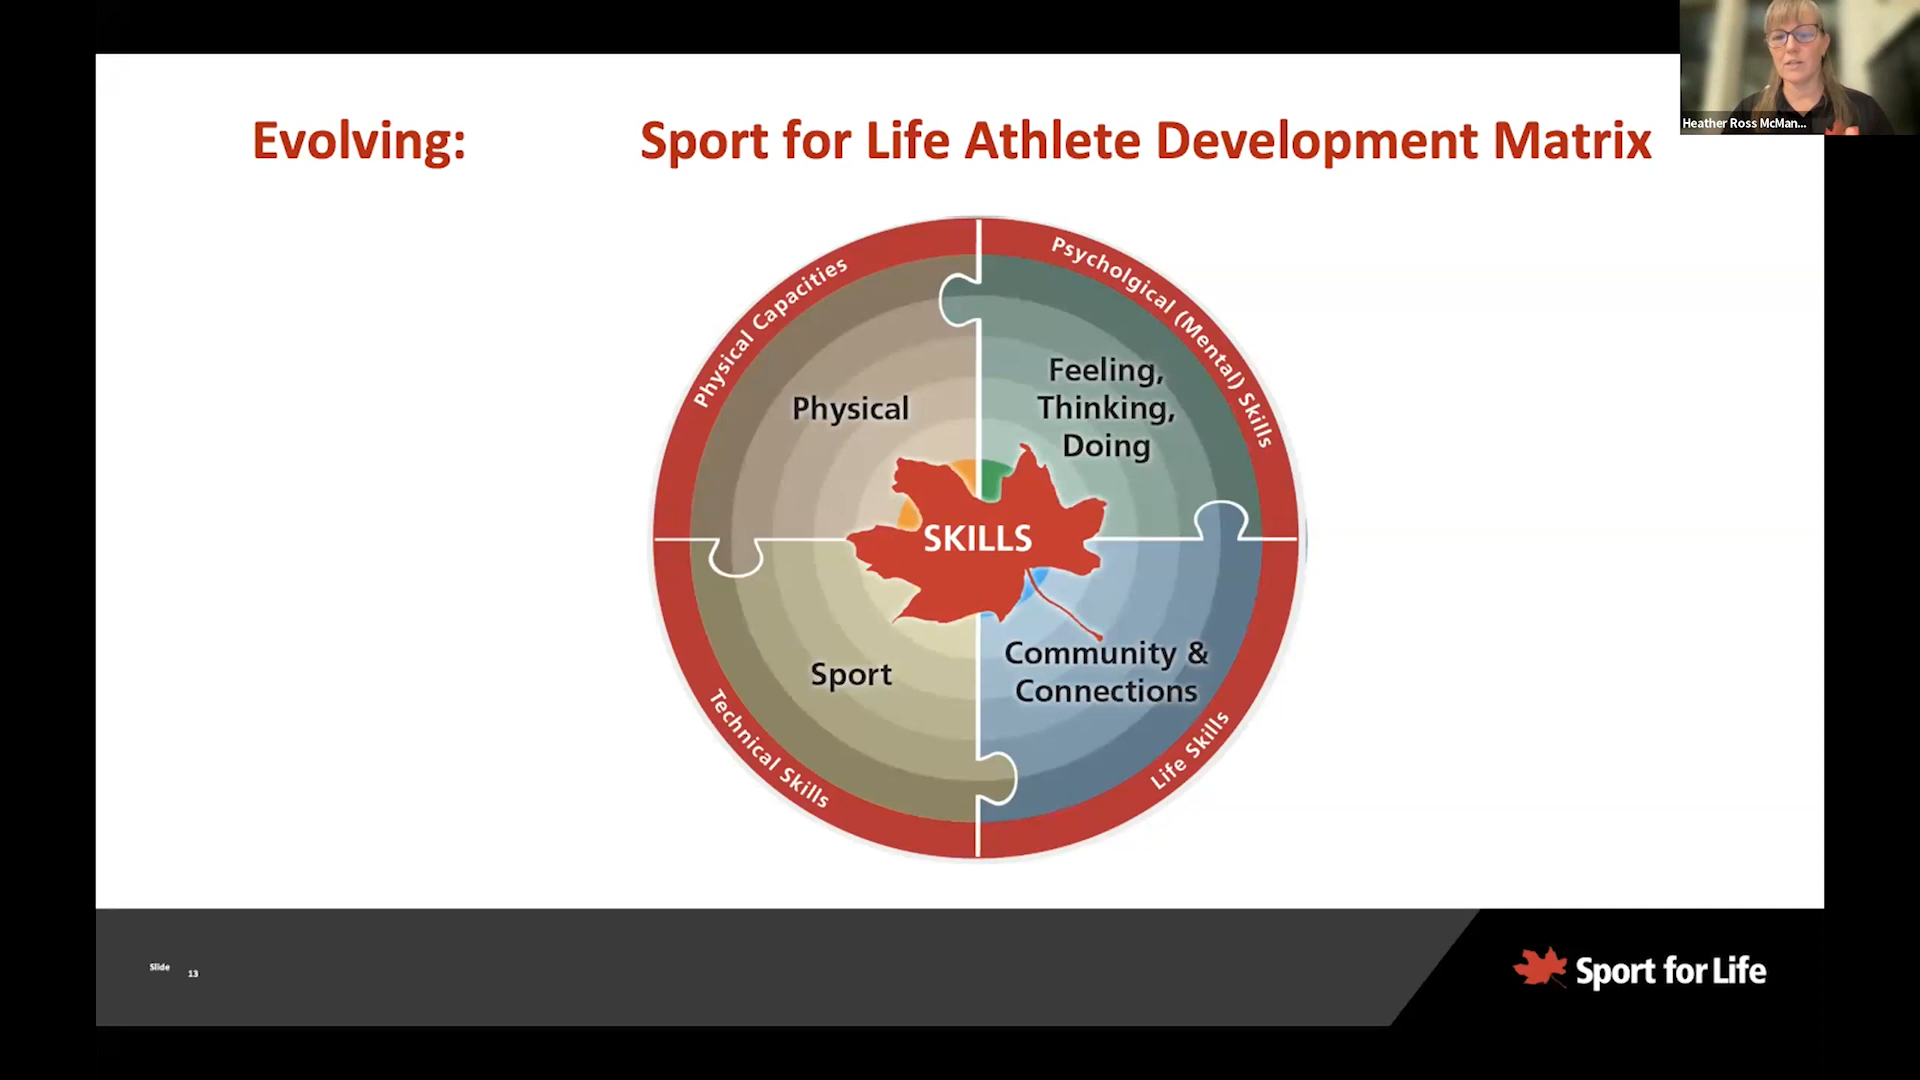 Heather Ross McMan...
Evolving: Sport for Life Athlete Development Matrix
Physical Capacities
Psycholgical (Mental) Skills
Physical
Feeling,
Thinking,
Doing
SKILLS
Sport
Community &
Connections
Technical Skills
Life Skills
Slide 13
Sport for Life